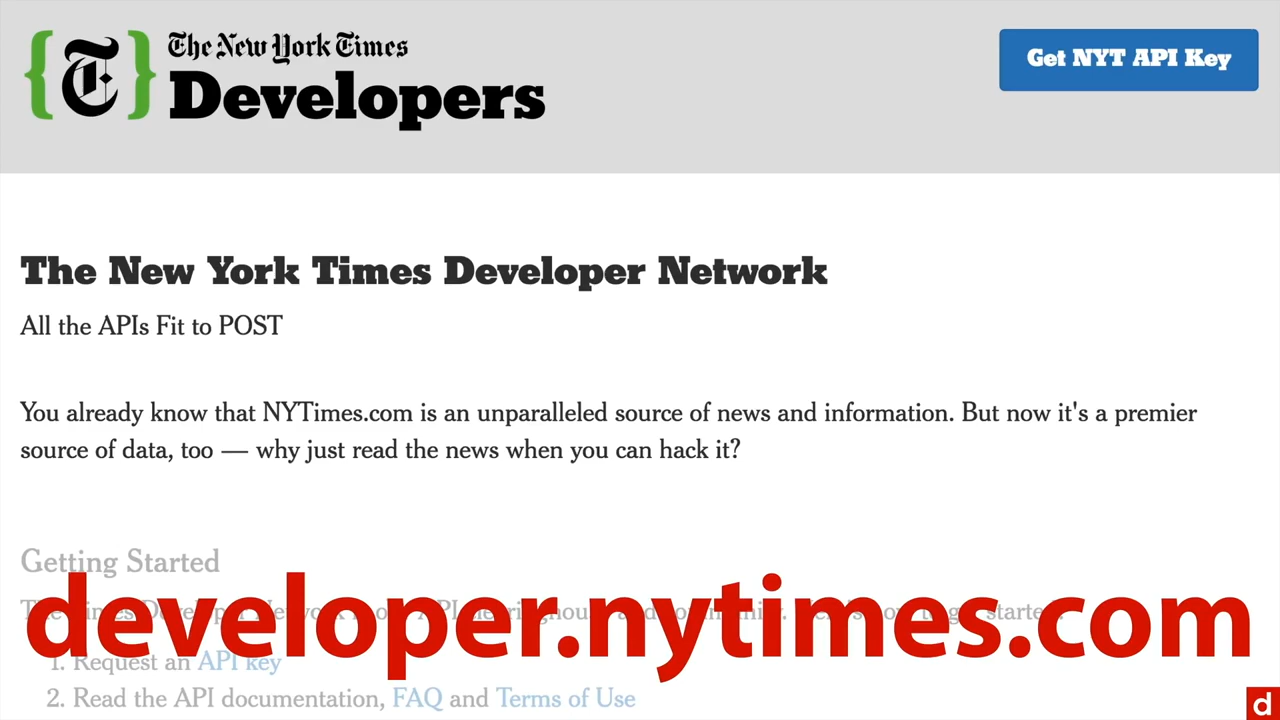 {T} The New York Times
Developers
Get NYT API Key
The New York Times Developer Network
All the APIs Fit to POST
You already know that NYTimes.com is an unparalleled source of news and information. But now it's a premier
source of data, too — why just read the news when you can hack it?
Getting Started
developer.nytimes.com
1. Request an API key
2. Read the API documentation, FAQ and Terms of Use
d